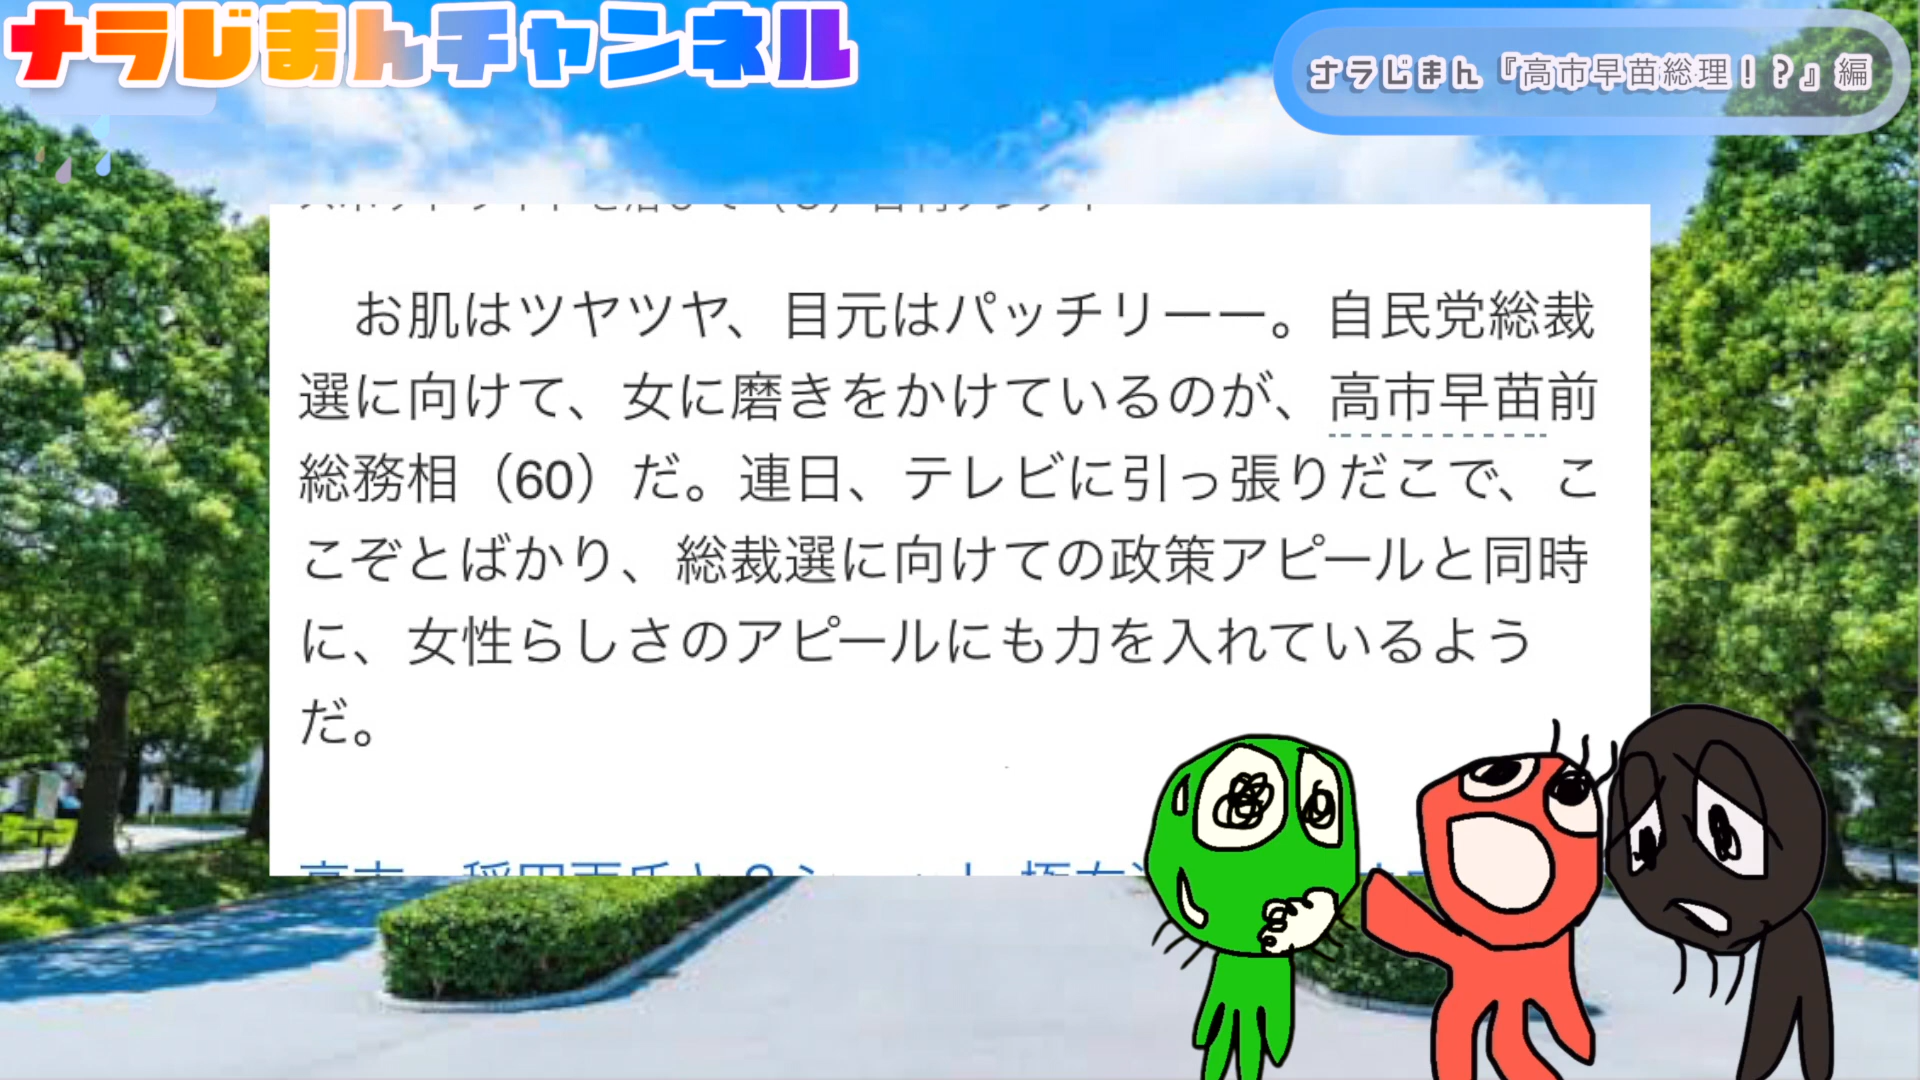 ナラじまんチャンネル
ナラじまん『高市早苗総理！？』編
お肌はツヤツヤ、目元はパッチリーー。自民党総裁
選に向けて、女に磨きをかけているのが、高市早苗前
総務相（60）だ。連日、テレビに引っ張りだこで、こ
こぞとばかり、総裁選に向けての政策アピールと同時
に、女性らしさのアピールにも力を入れているよう
だ。